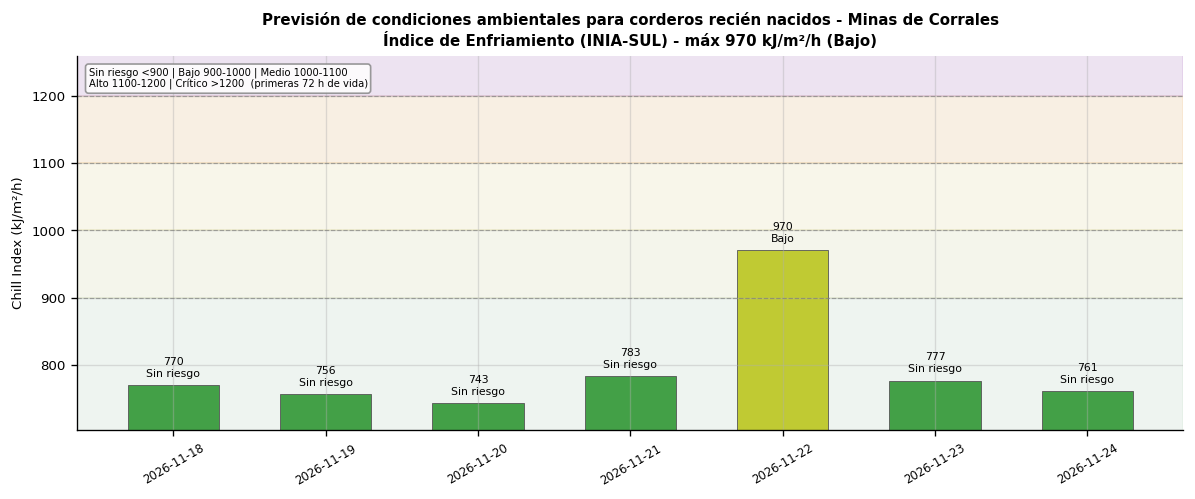 Previsión de condiciones ambientales para corderos recién nacidos - Minas de Corrales
Índice de Enfriamiento (INIA-SUL) - máx 970 kJ/m²/h (Bajo)
Sin riesgo <900 | Bajo 900-1000 | Medio 1000-1100
Alto 1100-1200 | Crítico >1200  (primeras 72 h de vida)
Chill Index (kJ/m²/h)
1200
1100
1000
900
800
770
Sin riesgo
756
Sin riesgo
743
Sin riesgo
783
Sin riesgo
970
Bajo
777
Sin riesgo
761
Sin riesgo
2026-11-18
2026-11-19
2026-11-20
2026-11-21
2026-11-22
2026-11-23
2026-11-24